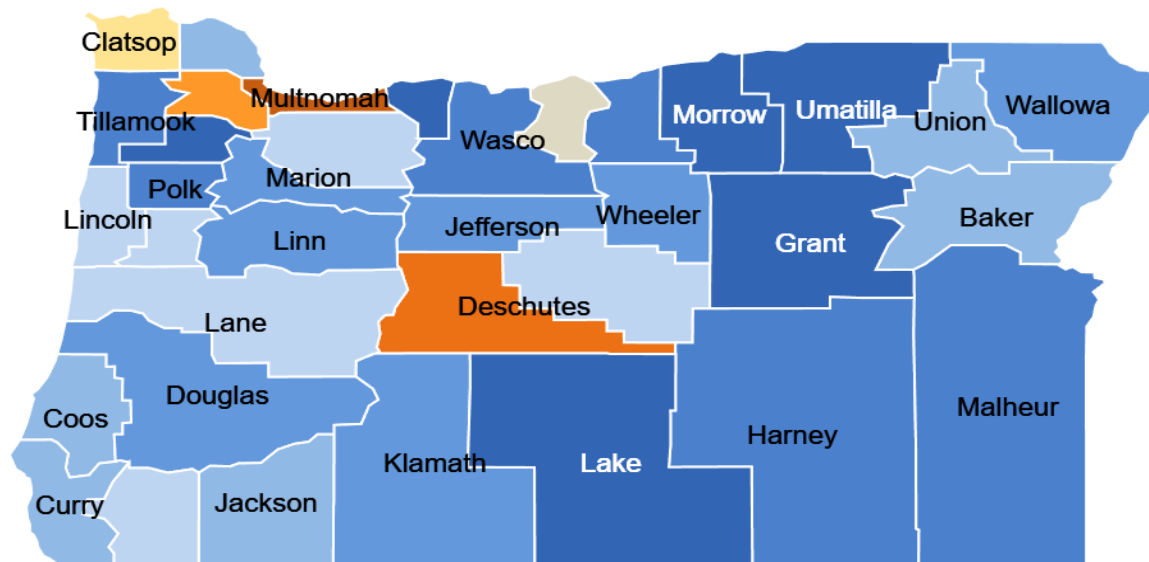 Clatsop
Multnomah
Tillamook
Morrow
Umatilla
Wallowa
Union
Wasco
Marion
Polk
Lincoln
Jefferson
Wheeler
Baker
Linn
Grant
Deschutes
Lane
Douglas
Malheur
Coos
Harney
Klamath
Lake
Jackson
Curry